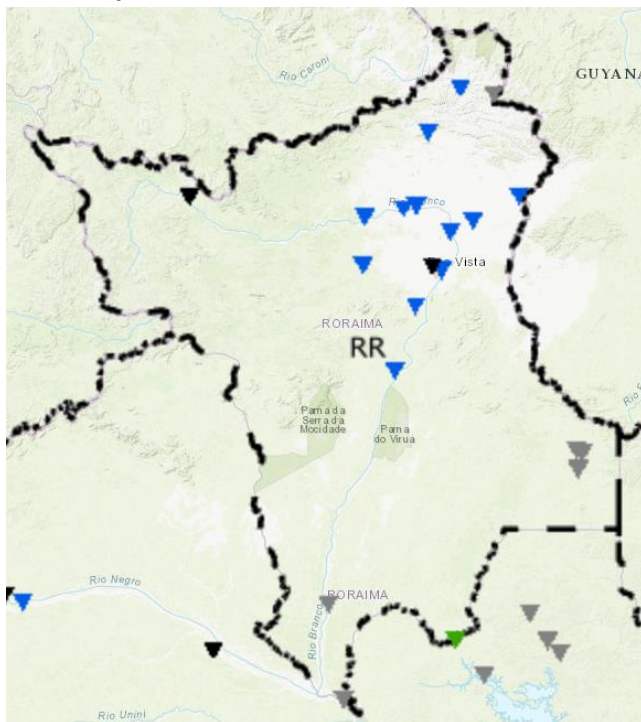 Rio Caroni
GUYANA
Rio Branco
Vista
RORAIMA
RR
Parna da
Serra da
Mocidade
Parna
do Virua
Rio Negro
RORAIMA
Rio Branco
Rio Unini